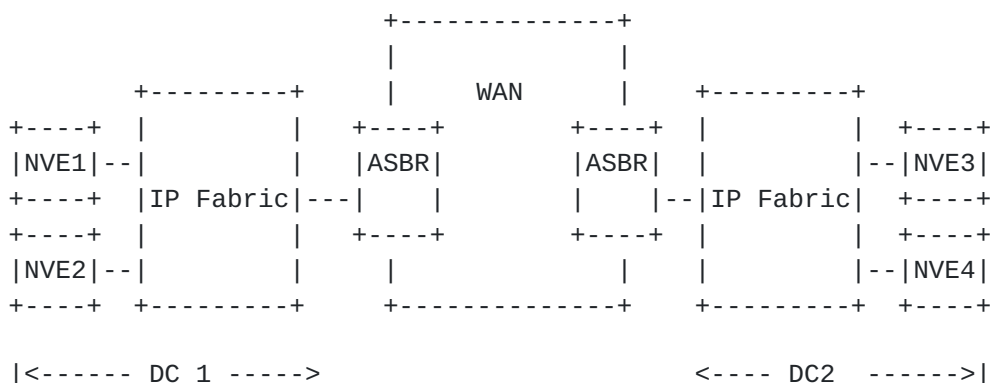 WAN
NVE1 ASBR ASBR NVE3
IP Fabric IP Fabric
NVE2 NVE4
|<------ DC 1 -----> <---- DC2 ------>|